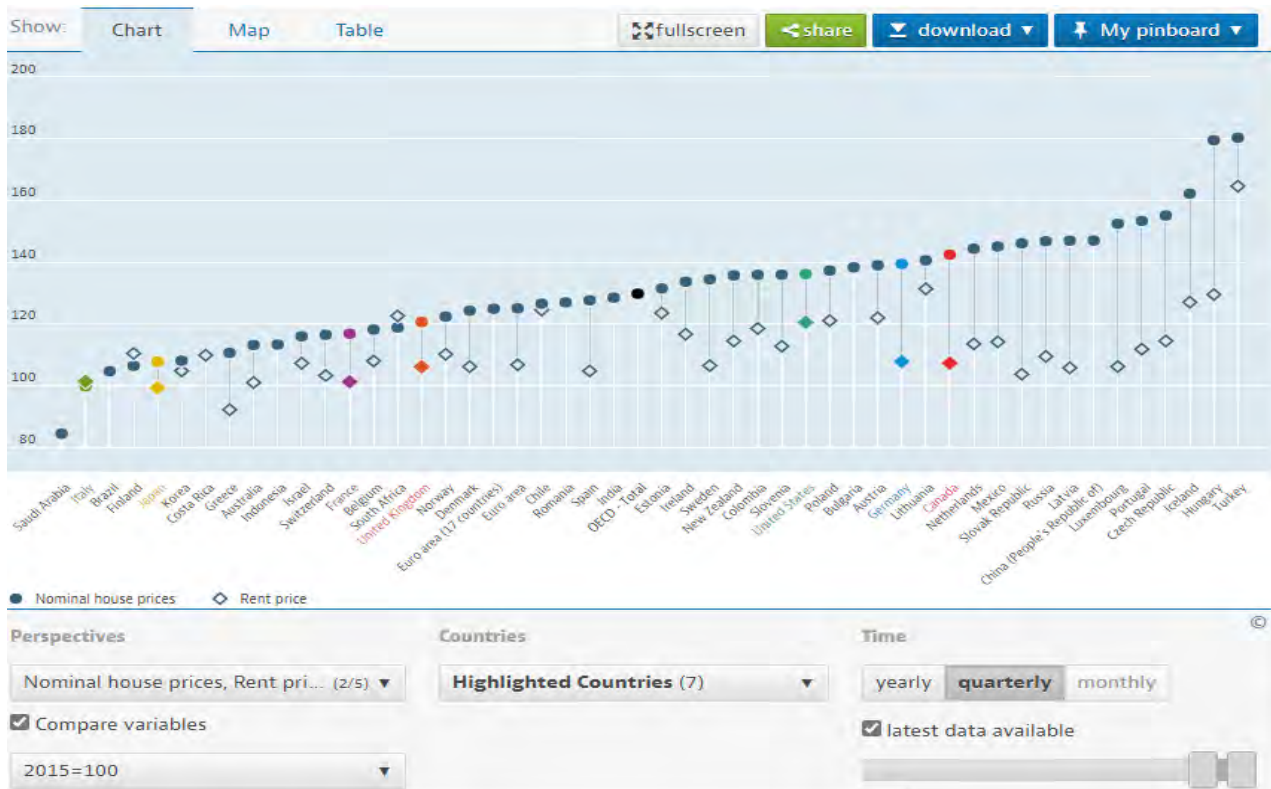 Show: Chart Map Table fullscreen share download ▼ My pinboard ▼
200
180
160
140
120
100
80
Saudi Arabia
Italy
Brazil
Finland
Japan
Korea
Costa Rica
Greece
Australia
Indonesia
Israel
Switzerland
France
Belgium
South Africa
United Kingdom
Norway
Denmark
Euro area (17 countries)
Euro area
Chile
Romania
Spain
India
OECD - Total
Estonia
Ireland
Sweden
New Zealand
Colombia
Slovenia
United States
Poland
Bulgaria
Austria
Germany
Lithuania
Canada
Netherlands
Mexico
Slovak Republic
Russia
Latvia
China (People's Republic of)
Luxembourg
Portugal
Czech Republic
Iceland
Hungary
Turkey
Nominal house prices Rent price
©
Perspectives Countries Time
Nominal house prices, Rent pri... (2/5) ▼ Highlighted Countries (7) ▼ yearly quarterly monthly
Compare variables latest data available
2015=100 ▼